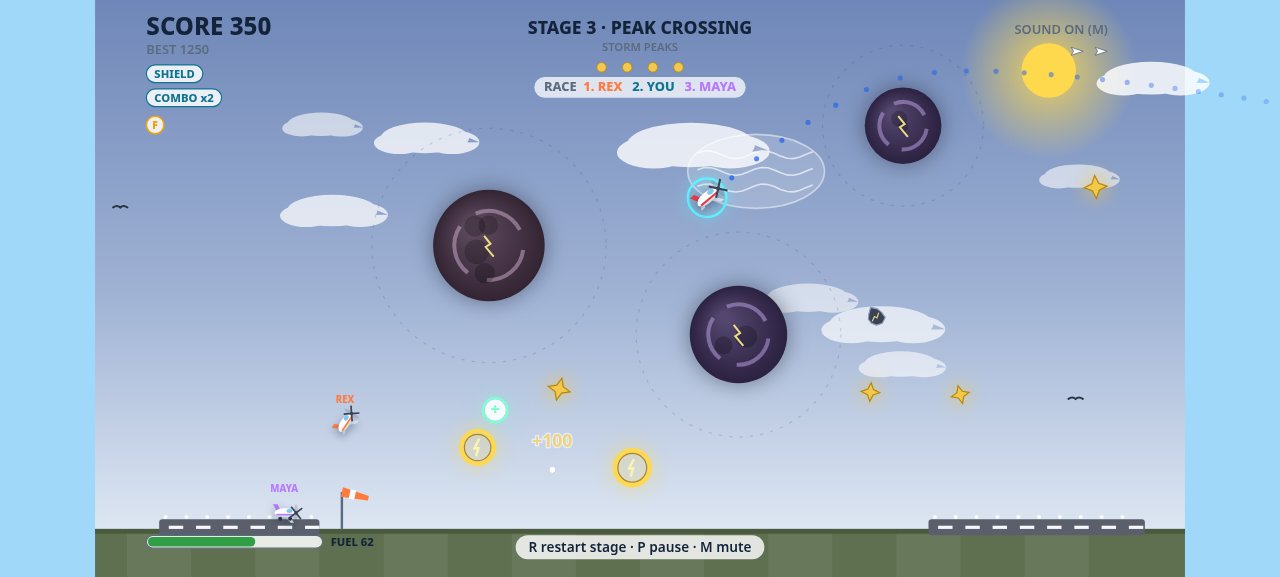 SCORE 350
BEST 1250
SHIELD
COMBO x2
F
STAGE 3 · PEAK CROSSING
STORM PEAKS
RACE 1. REX 2. YOU 3. MAYA
SOUND ON (M)
REX
+100
MAYA
FUEL 62
R restart stage · P pause · M mute